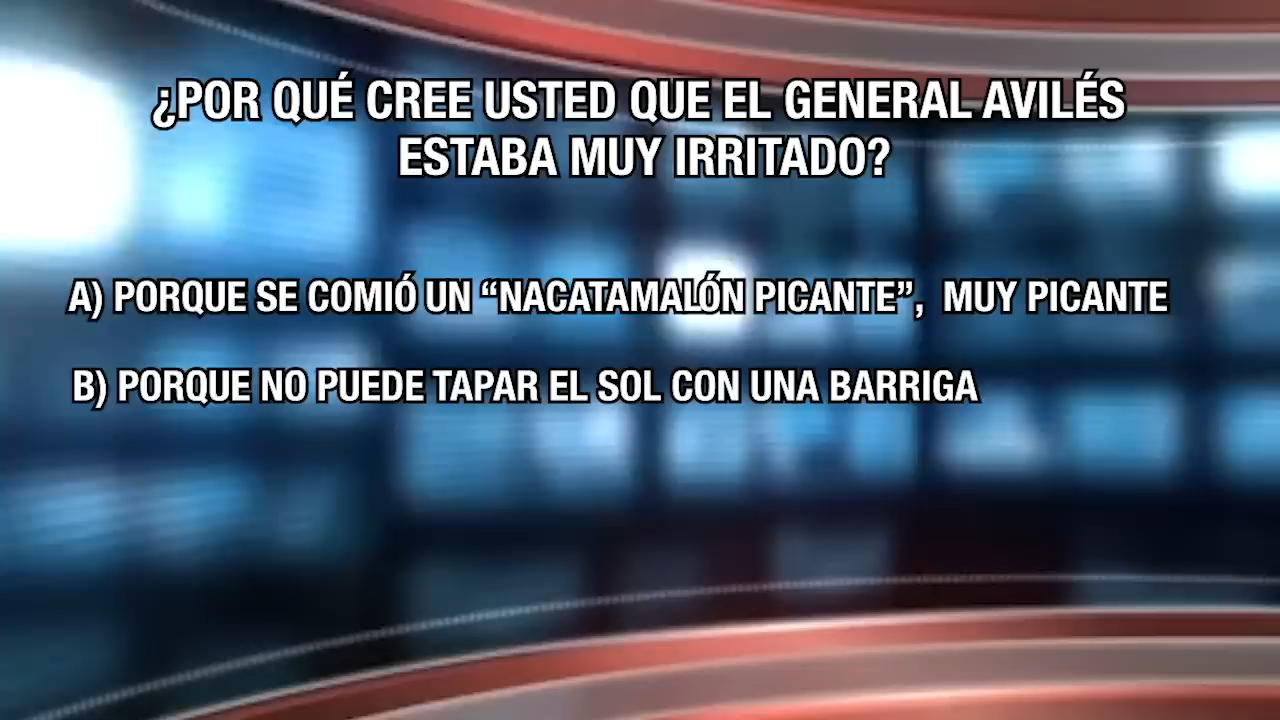 ¿POR QUÉ CREE USTED QUE EL GENERAL AVILÉS
ESTABA MUY IRRITADO?
A) PORQUE SE COMIÓ UN “NACATAMALÓN PICANTE”, MUY PICANTE
B) PORQUE NO PUEDE TAPAR EL SOL CON UNA BARRIGA